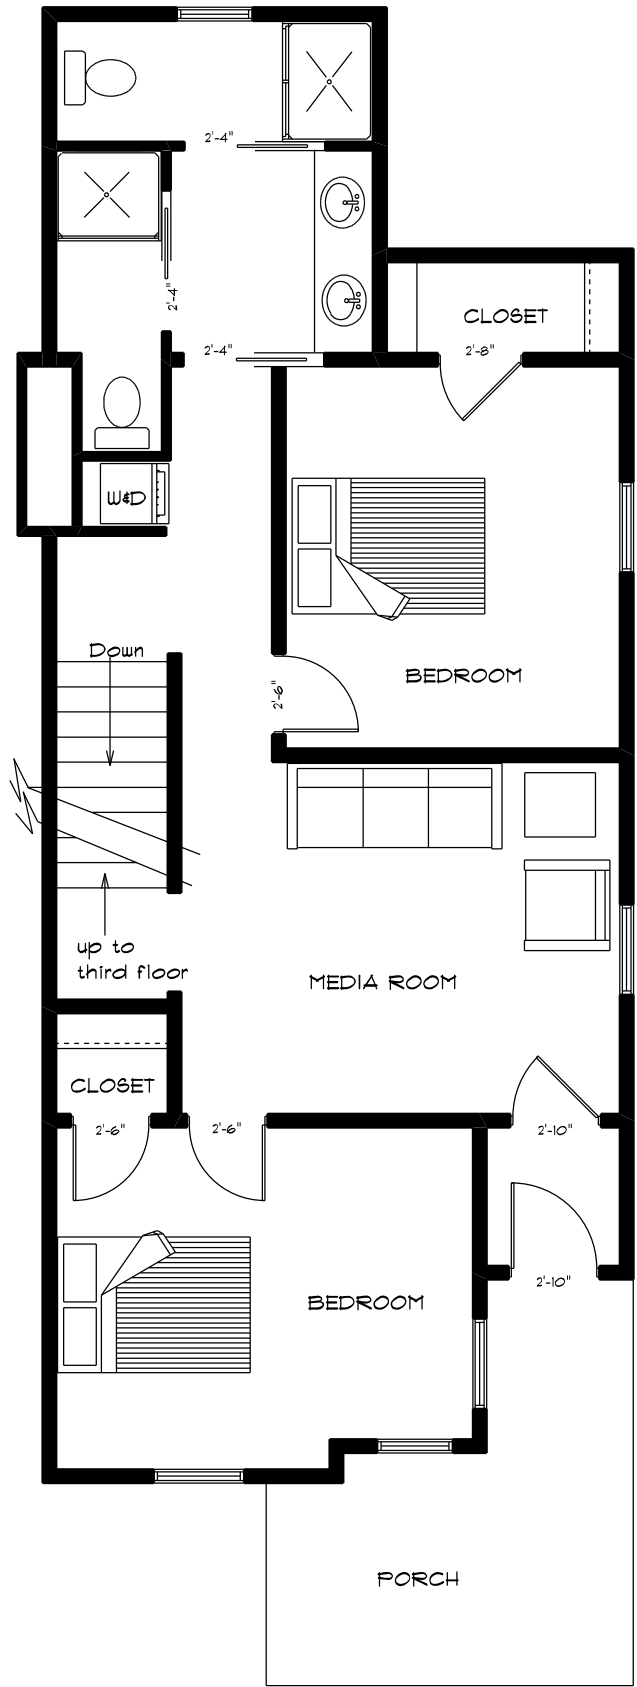 2'-4"
2'-4"
2'-4"
CLOSET
2'-8"
W&D
Down
2'-6"
BEDROOM
up to
third floor
MEDIA ROOM
CLOSET
2'-6"
2'-6"
2'-10"
2'-10"
BEDROOM
PORCH